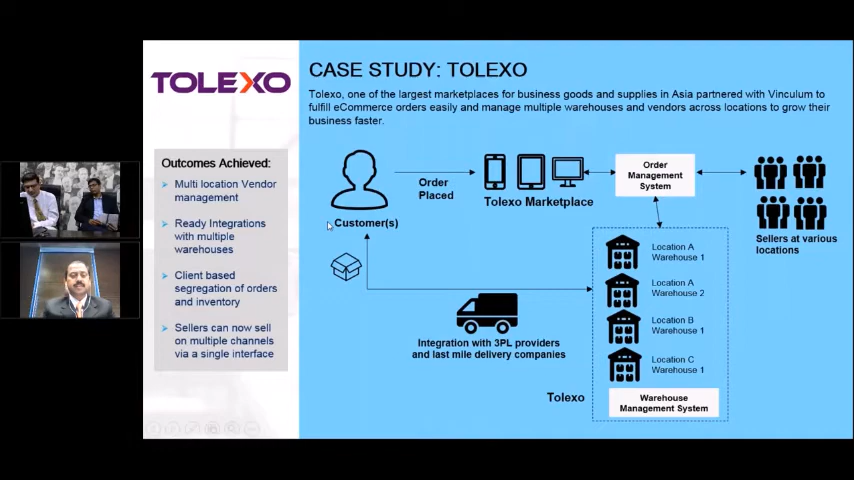 TOLEXO
CASE STUDY: TOLEXO
Tolexo, one of the largest marketplaces for business goods and supplies in Asia partnered with Vinculum to
fulfill eCommerce orders easily and manage multiple warehouses and vendors across locations to grow their
business faster.
Outcomes Achieved:
Multi location Vendor
management
Ready Integrations
with multiple
warehouses
Client based
segregation of orders
and inventory
Sellers can now sell
on multiple channels
via a single interface
Customer(s)
Order
Placed
Tolexo Marketplace
Order
Management
System
Sellers at various
locations
Location A
Warehouse 1
Location A
Warehouse 2
Location B
Warehouse 1
Location C
Warehouse 1
Integration with 3PL providers
and last mile delivery companies
Tolexo
Warehouse
Management System